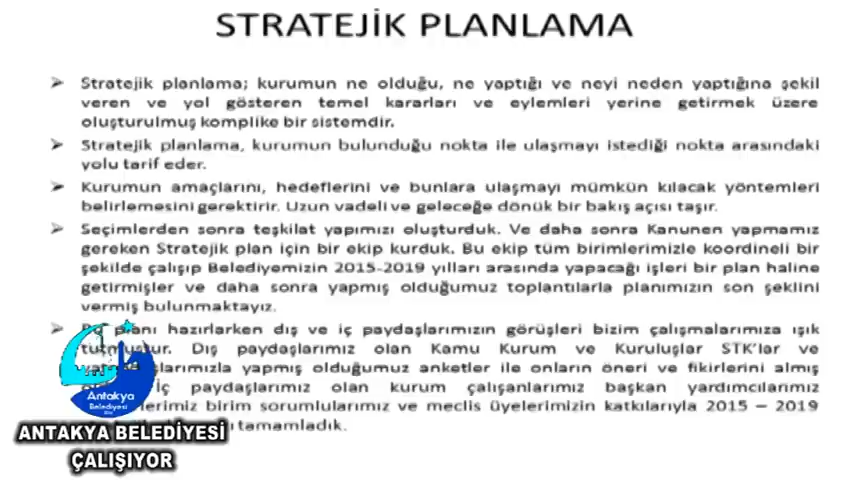 STRATEJİK PLANLAMA
➢ Stratejik planlama; kurumun ne olduğu, ne yaptığı ve neyi neden yaptığına şekil
veren ve yol gösteren temel kararları ve eylemleri yerine getirmek üzere
oluşturulmuş komplike bir sistemdir.
➢ Stratejik planlama, kurumun bulunduğu nokta ile ulaşmayı istediği nokta arasındaki
yolu tarif eder.
➢ Kurumun amaçlarını, hedeflerini ve bunlara ulaşmayı mümkün kılacak yöntemleri
belirlemesini gerektirir. Uzun vadeli ve geleceğe dönük bir bakış açısı taşır.
➢ Seçimlerden sonra teşkilat yapımızı oluşturduk. Ve daha sonra Kanunen yapmamız
gereken Stratejik plan için bir ekip kurduk. Bu ekip tüm birimlerimizle koordineli bir
şekilde çalışıp Belediyemizin 2015-2019 yılları arasında yapacağı işleri bir plan haline
getirmişler ve daha sonra yapmış olduğumuz toplantılarla planımızın son şeklini
vermiş bulunmaktayız.
➢ Bu planı hazırlarken dış ve iç paydaşlarımızın görüşleri bizim çalışmalarımıza ışık
tutmuştur. Dış paydaşlarımız olan Kamu Kurum ve Kuruluşlar STK'lar ve
yapmış olduğumuz anketler ile onların öneri ve fikirlerini almış
İç paydaşlarımız olan kurum çalışanlarımız başkan yardımcılarımız
birim sorumlularımız ve meclis üyelerimizin katkılarıyla 2015 – 2019
tamamladık.
Antakya
Belediyesi
ANTAKYA BELEDİYESİ
ÇALIŞIYOR